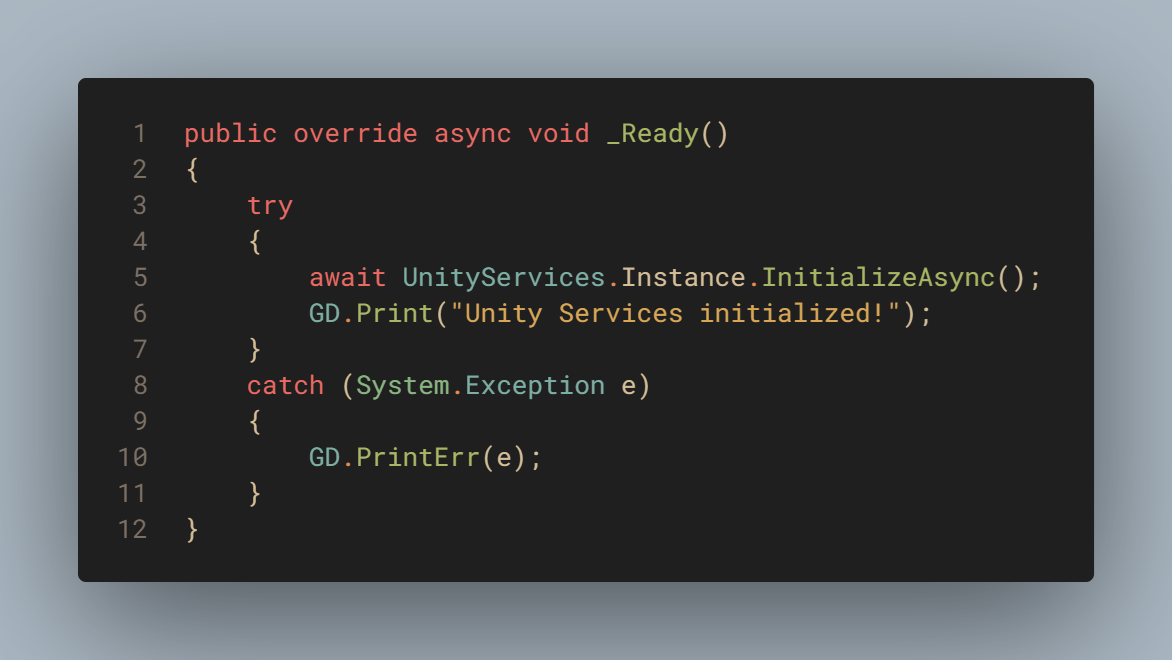 1 public override async void _Ready()
2 {
3     try
4     {
5         await UnityServices.Instance.InitializeAsync();
6         GD.Print("Unity Services initialized!");
7     }
8     catch (System.Exception e)
9     {
10         GD.PrintErr(e);
11     }
12 }